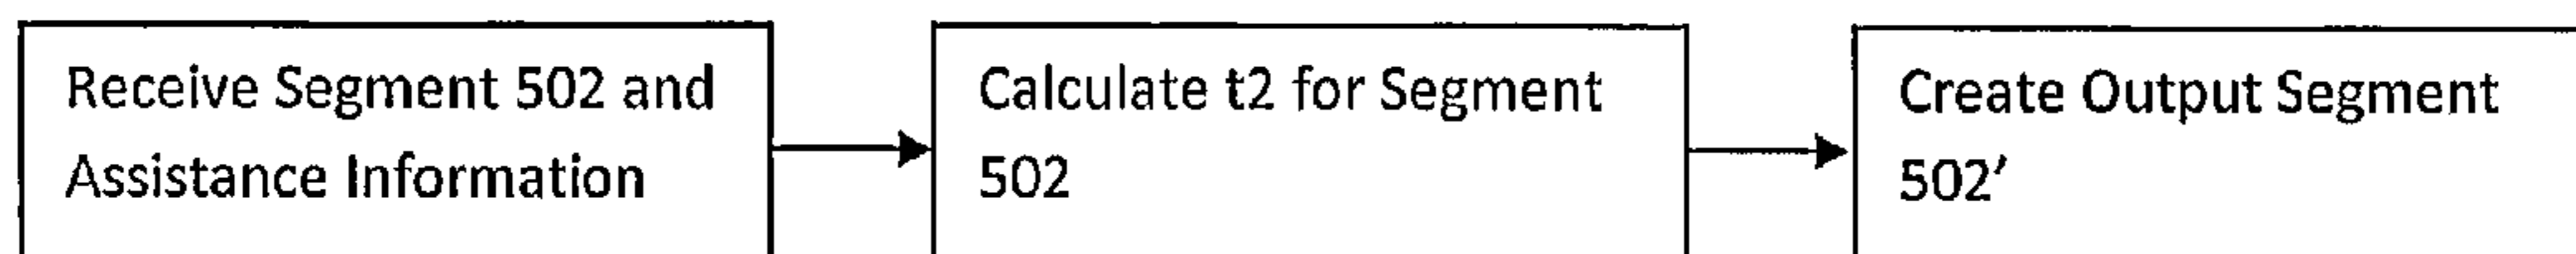 Receive Segment 502 and
Assistance Information
Calculate t2 for Segment
502
Create Output Segment
502′